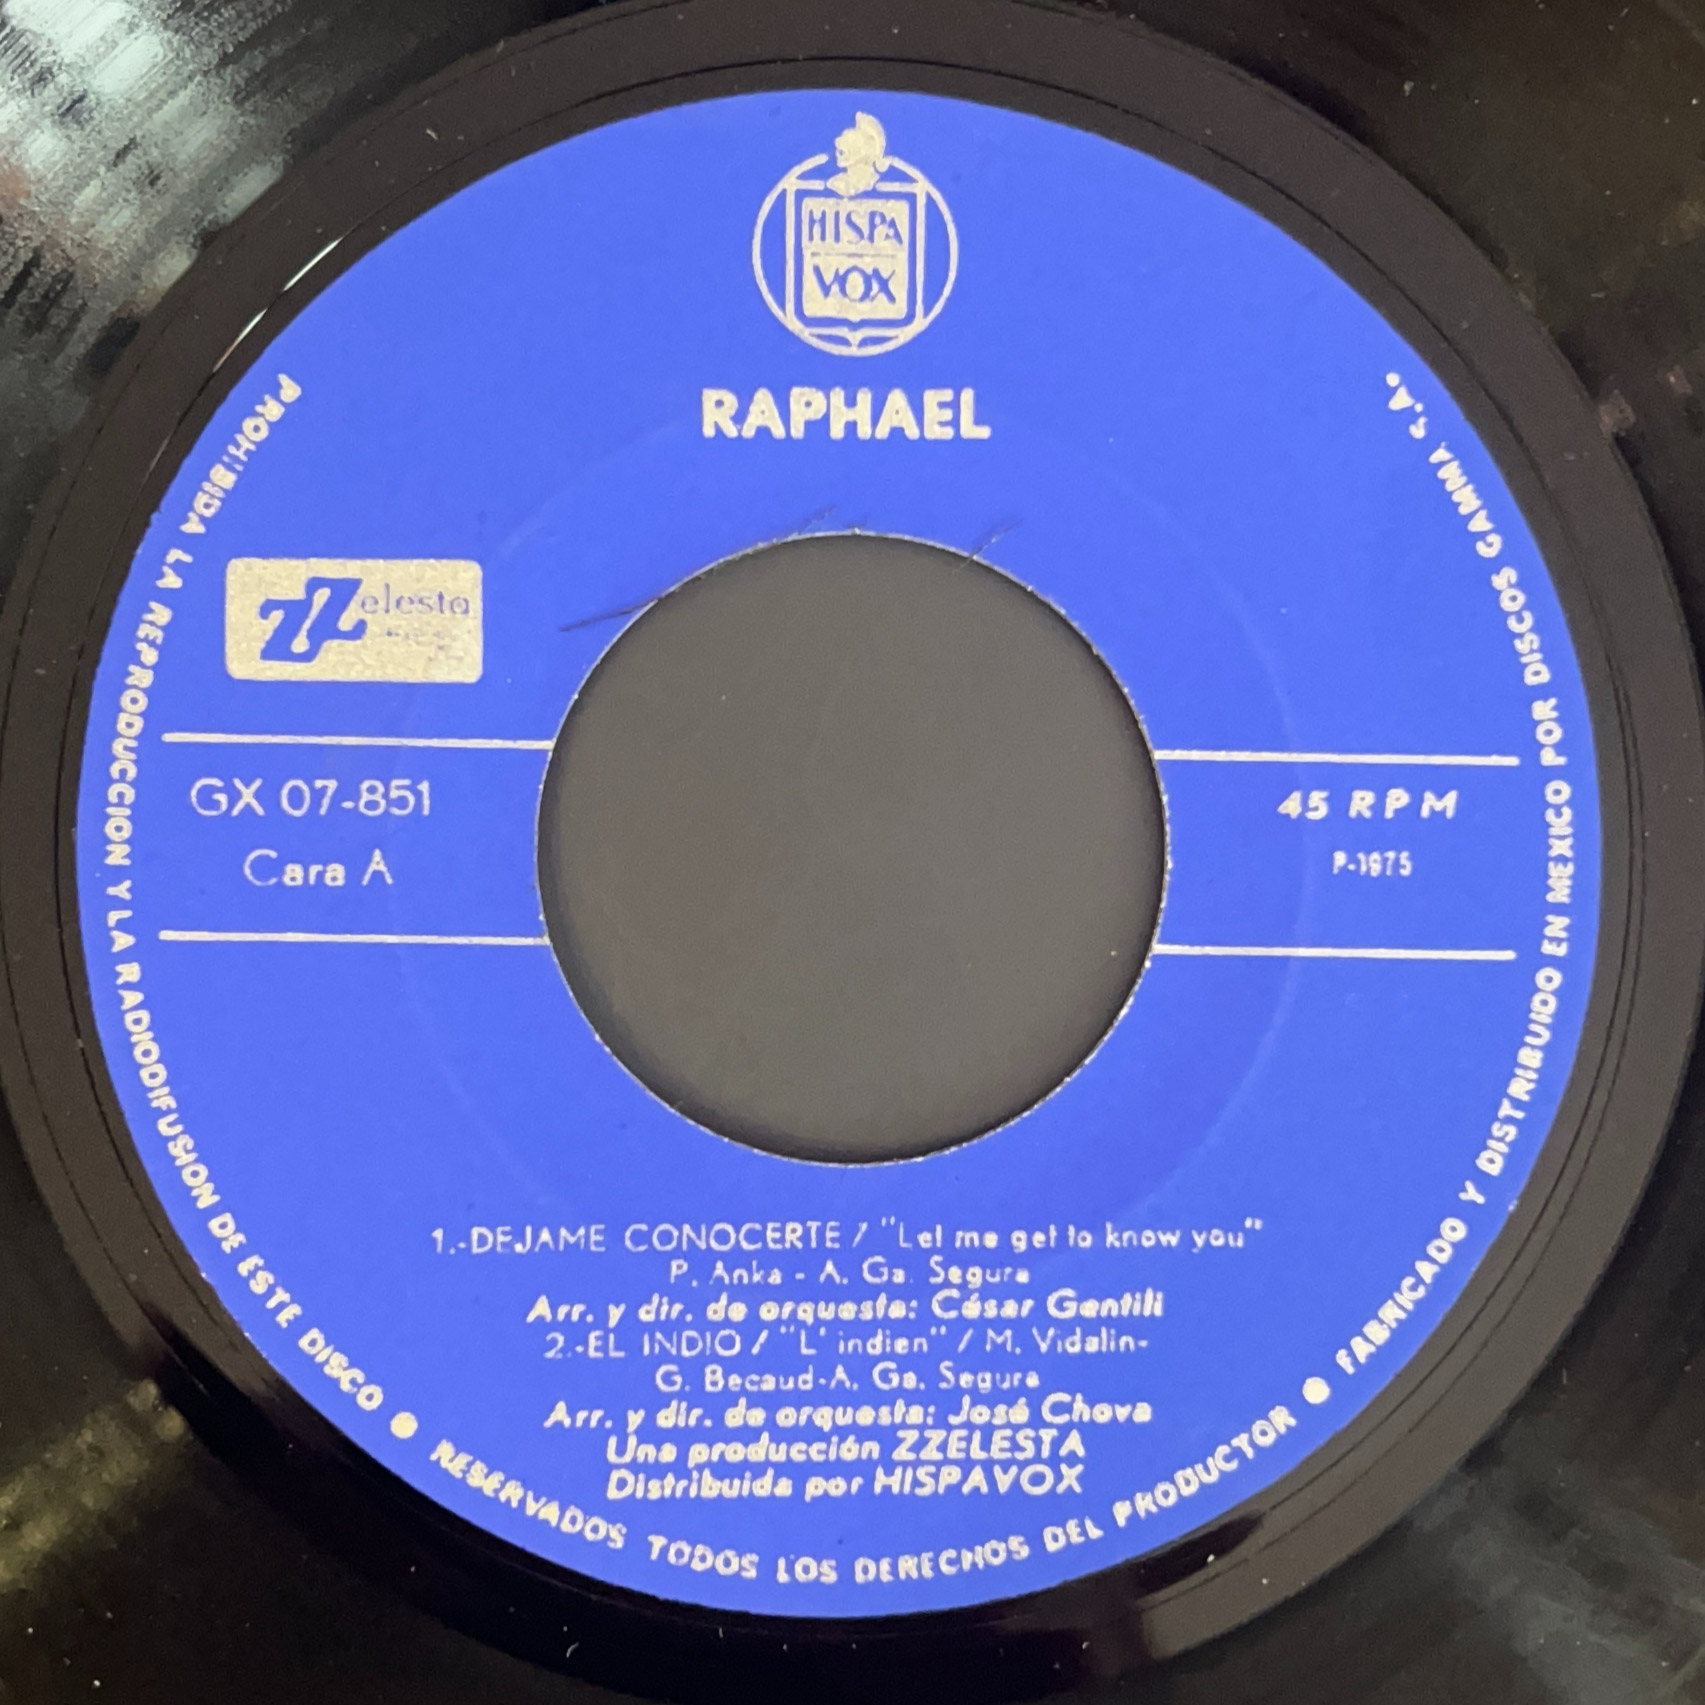 HISPA
VOX
RAPHAEL
ZZelesta
GX 07-851
Cara A
45 RPM
P-1975
1.-DEJAME CONOCERTE / "Let me get to know you"
P. Anka - A. Ga. Segura
Arr. y dir. de orquesta: César Gentili
2.-EL INDIO / "L' indien" / M. Vidalin-
G. Becaud-A. Ga. Segura
Arr. y dir. de orquesta: José Chova
Una producción ZZELESTA
Distribuida por HISPAVOX
PROHIBIDA LA REPRODUCCION Y LA RADIODIFUSION DE ESTE DISCO ● RESERVADOS TODOS LOS DERECHOS DEL PRODUCTOR ● FABRICADO Y DISTRIBUIDO EN MEXICO POR DISCOS GAMMA S.A.